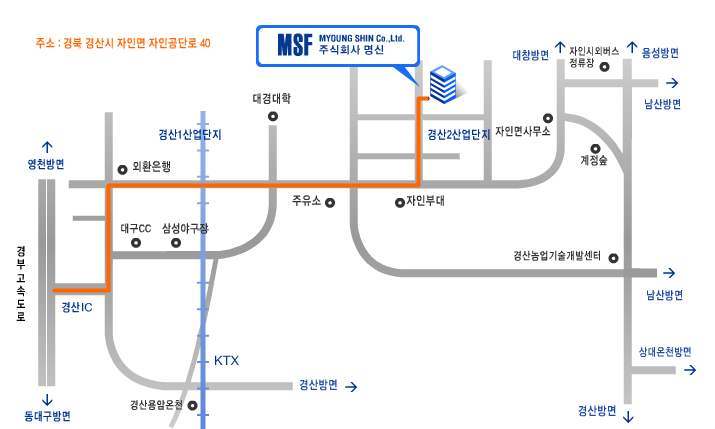 주소 : 경북 경산시 자인면 자인공단로 40
MSF
MYOUNG SHIN Co.,Ltd.
주식회사 명신
대창방면
자인시외버스
정류장
용성방면
남산방면
대경대학
경산1산업단지
경산2산업단지
자인면사무소
영천방면
외환은행
계정숲
주유소
자인부대
대구CC
삼성야구장
경부고속도로
경산농업기술개발센터
경산IC
남산방면
KTX
상대온천방면
경산방면
경산용암온천
동대구방면
경산방면